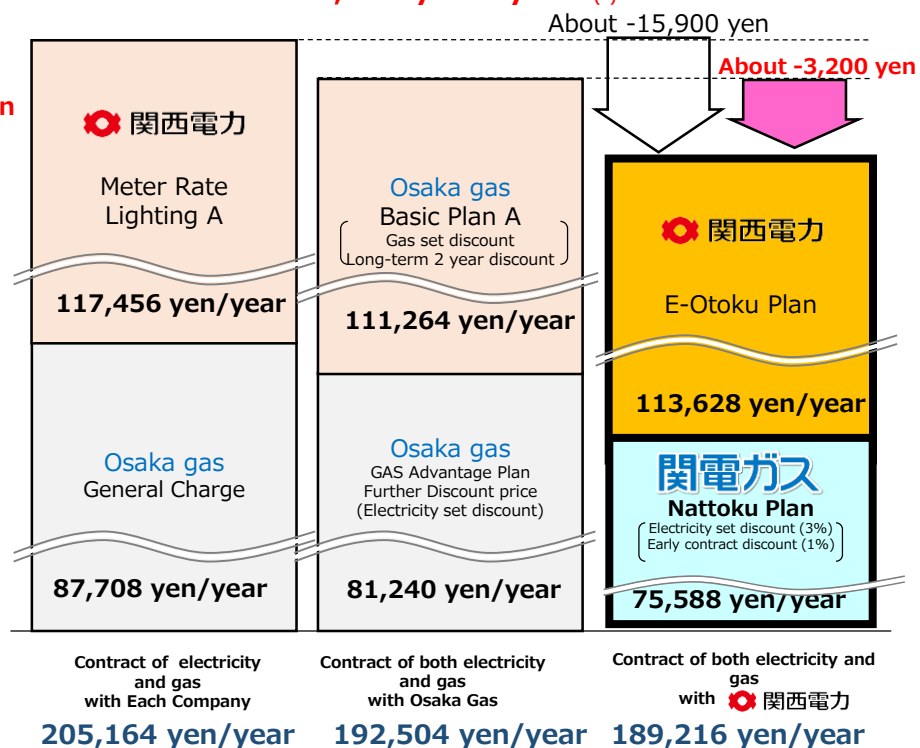 About -15,900 yen
About -3,200 yen
関西電力
Meter Rate
Lighting A
117,456 yen/year
Osaka gas
General Charge
87,708 yen/year
Contract of electricity
and gas
with Each Company
205,164 yen/year
Osaka gas
Basic Plan A
Gas set discount
Long-term 2 year discount
111,264 yen/year
Osaka gas
GAS Advantage Plan
Further Discount price
(Electricity set discount)
81,240 yen/year
Contract of both electricity
and gas
with Osaka Gas
192,504 yen/year
関西電力
E-Otoku Plan
113,628 yen/year
関電ガス
Nattoku Plan
Electricity set discount (3%)
Early contract discount (1%)
75,588 yen/year
Contract of both electricity and
gas
with 関西電力
189,216 yen/year